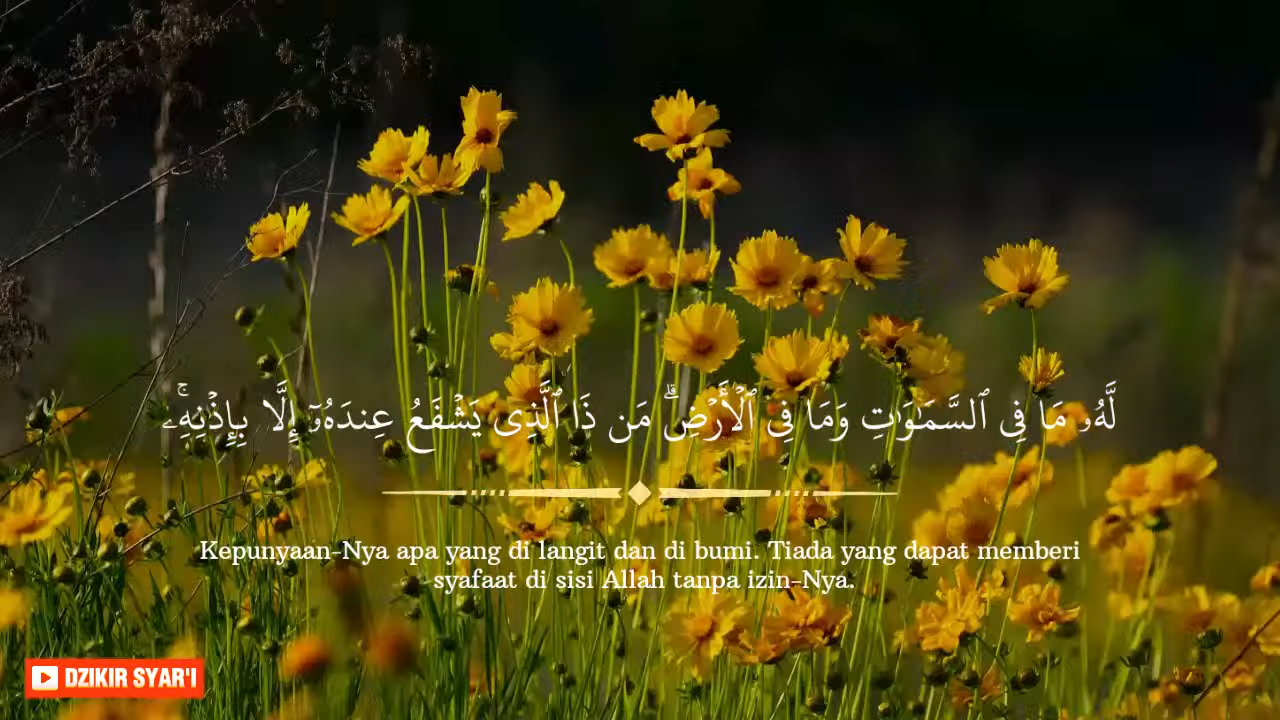 لَّهُۥ مَا فِى ٱلسَّمَـٰوَٰتِ وَمَا فِى ٱلْأَرْضِ ۗ مَن ذَا ٱلَّذِى يَشْفَعُ عِندَهُۥٓ إِلَّا بِإِذْنِهِۦ ۚ
Kepunyaan-Nya apa yang di langit dan di bumi. Tiada yang dapat memberi
syafaat di sisi Allah tanpa izin-Nya.
DZIKIR SYAR'I